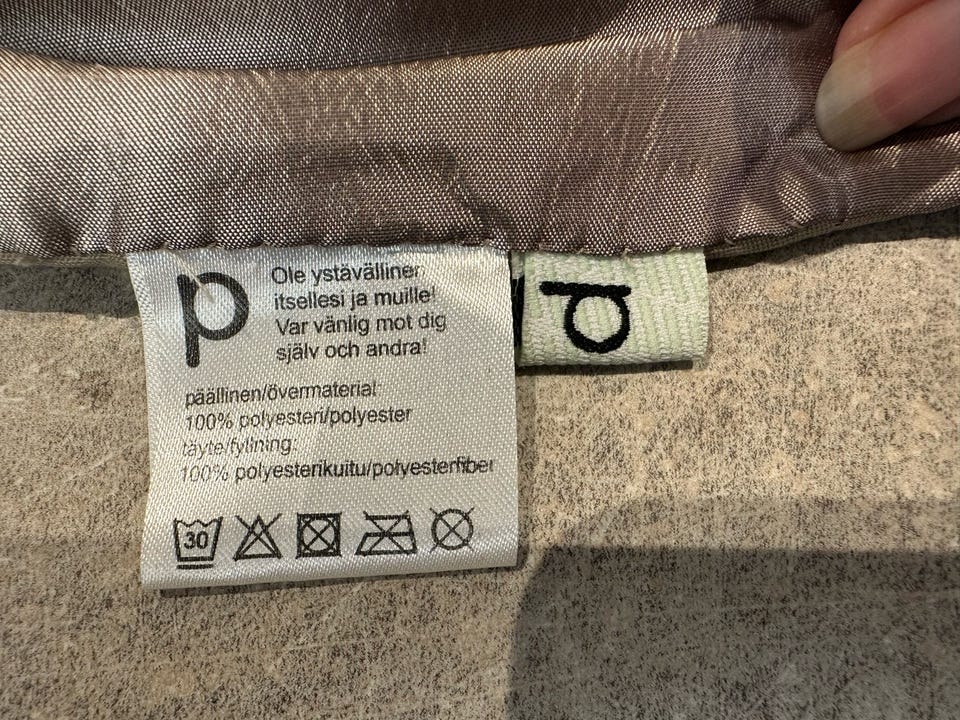 p
Ole ystävällinen
itsellesi ja muille!
Var vänlig mot dig
själv och andra!
päällinen/övermaterial:
100% polyesteri/polyester
täyte/fyllning:
100% polyesterikuitu/polyesterfiber
30
p